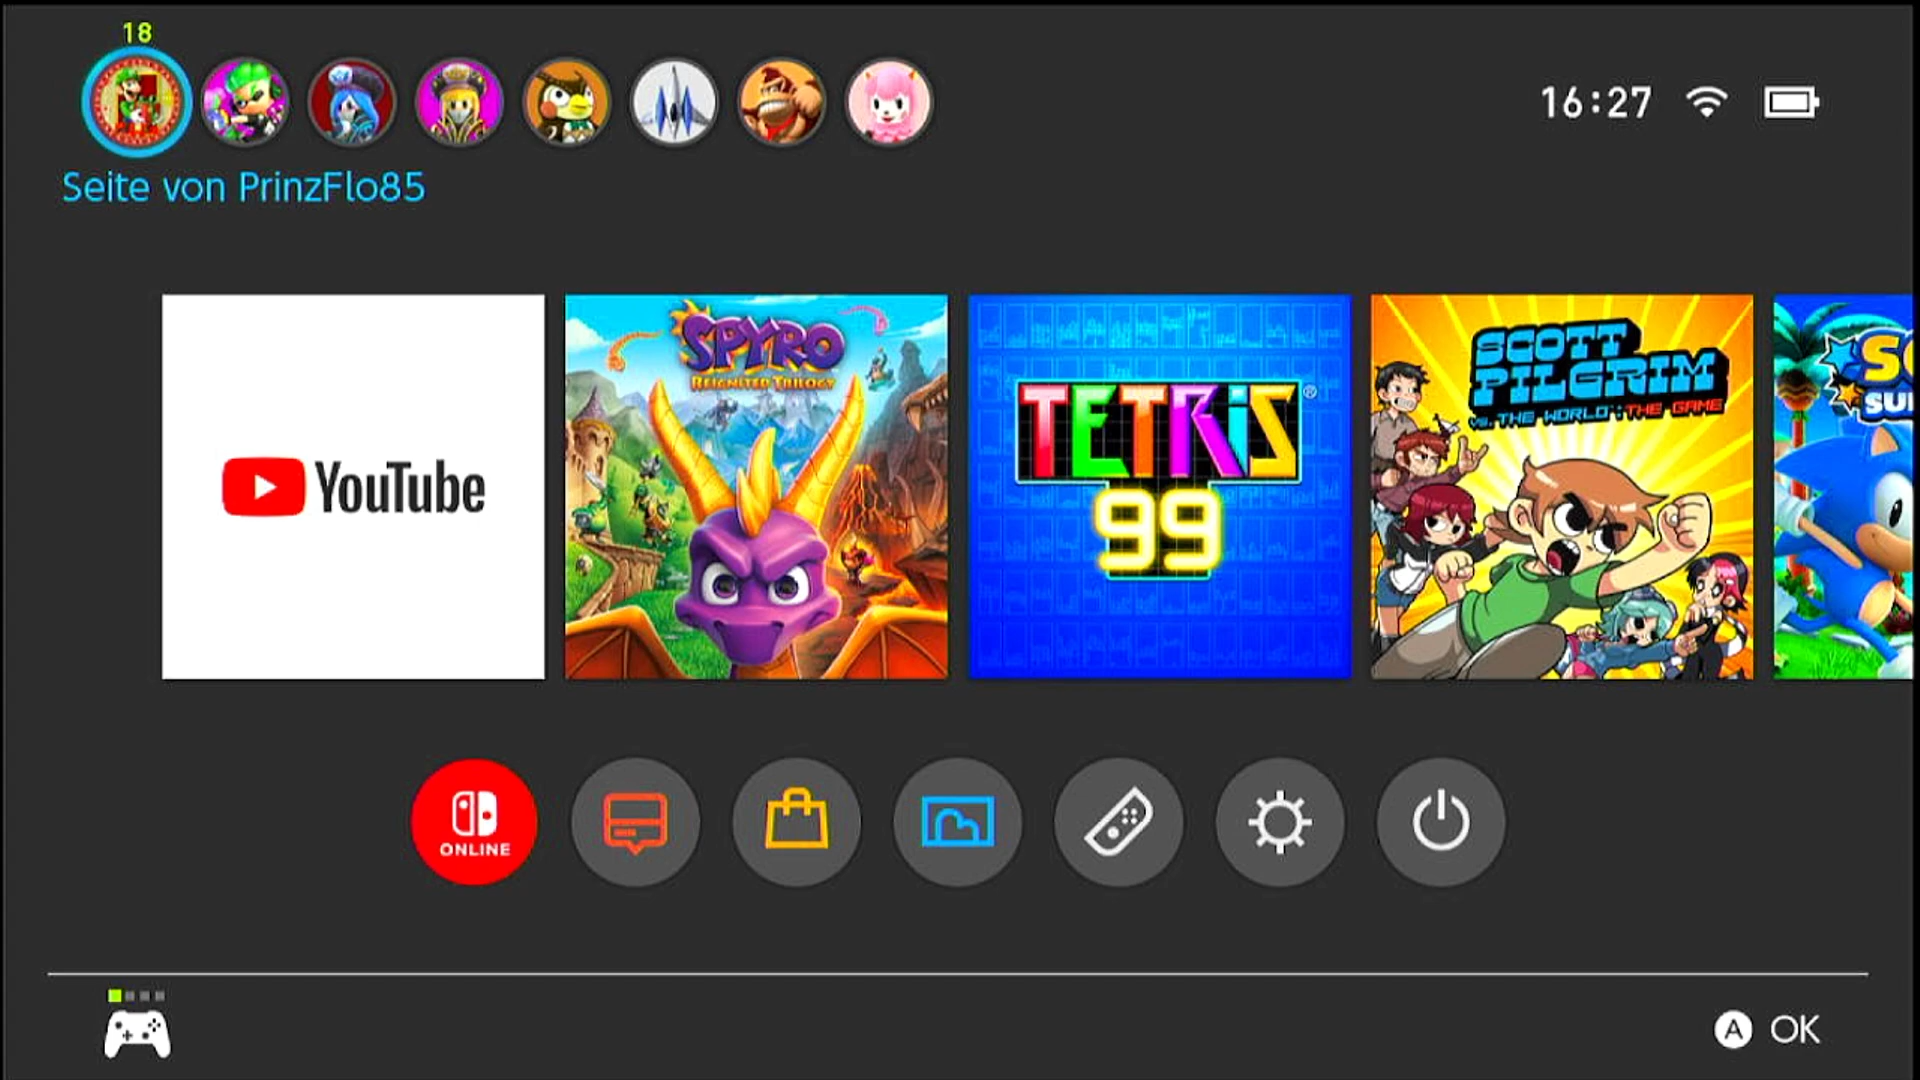 18
16:27
Seite von PrinzFlo85
YouTube
SPYRO
REIGNITED TRILOGY
TETRIS®
99
SCOTT
PILGRIM
VS. THE WORLD: THE GAME
ONLINE
A OK